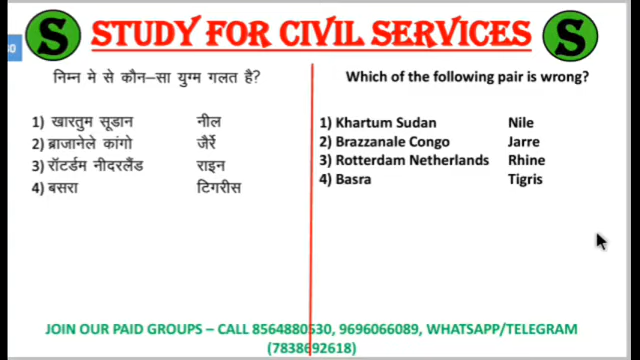 S STUDY FOR CIVIL SERVICES S
निम्न मे से कौन–सा युग्म गलत है?
1) खारतुम सूडान नील
2) ब्राजानेले कांगो जैर्रे
3) रॉटर्डम नीदरलैंड राइन
4) बसरा टिगरीस
Which of the following pair is wrong?
1) Khartum Sudan Nile
2) Brazzanale Congo Jarre
3) Rotterdam Netherlands Rhine
4) Basra Tigris
JOIN OUR PAID GROUPS – CALL 8564880530, 9696066089, WHATSAPP/TELEGRAM
(7838692618)